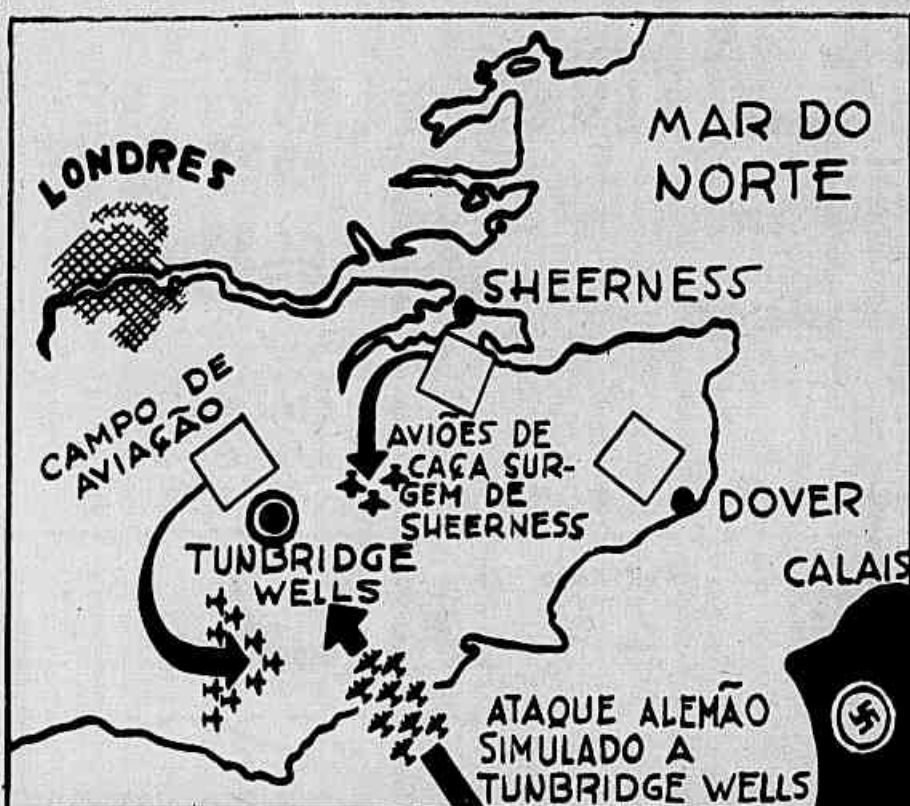 LONDRES
MAR DO
NORTE
SHEERNESS
CAMPO DE
AVIAÇÃO
AVIÕES DE
CAÇA SUR-
GEM DE
SHEERNESS
DOVER
TUNBRIDGE
WELLS
CALAIS
ATAQUE ALEMÃO
SIMULADO A
TUNBRIDGE WELLS